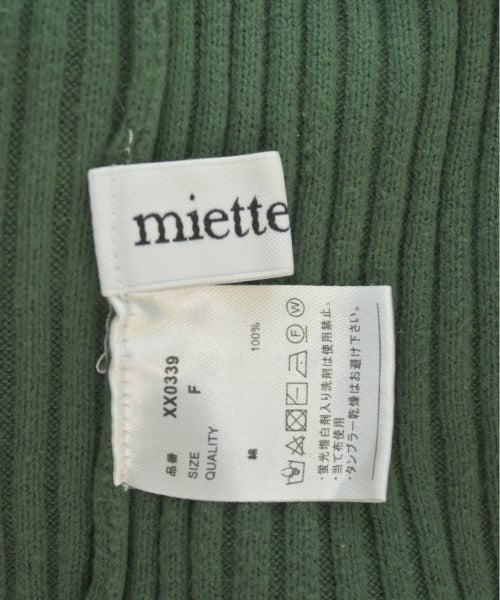 miette
品番 XX0339
SIZE F
QUALITY
綿 100%
Ⓕ Ⓦ
・蛍光増白剤入り洗剤は使用禁止。
・当て布使用
・タンブラー乾燥はお避け下さい。